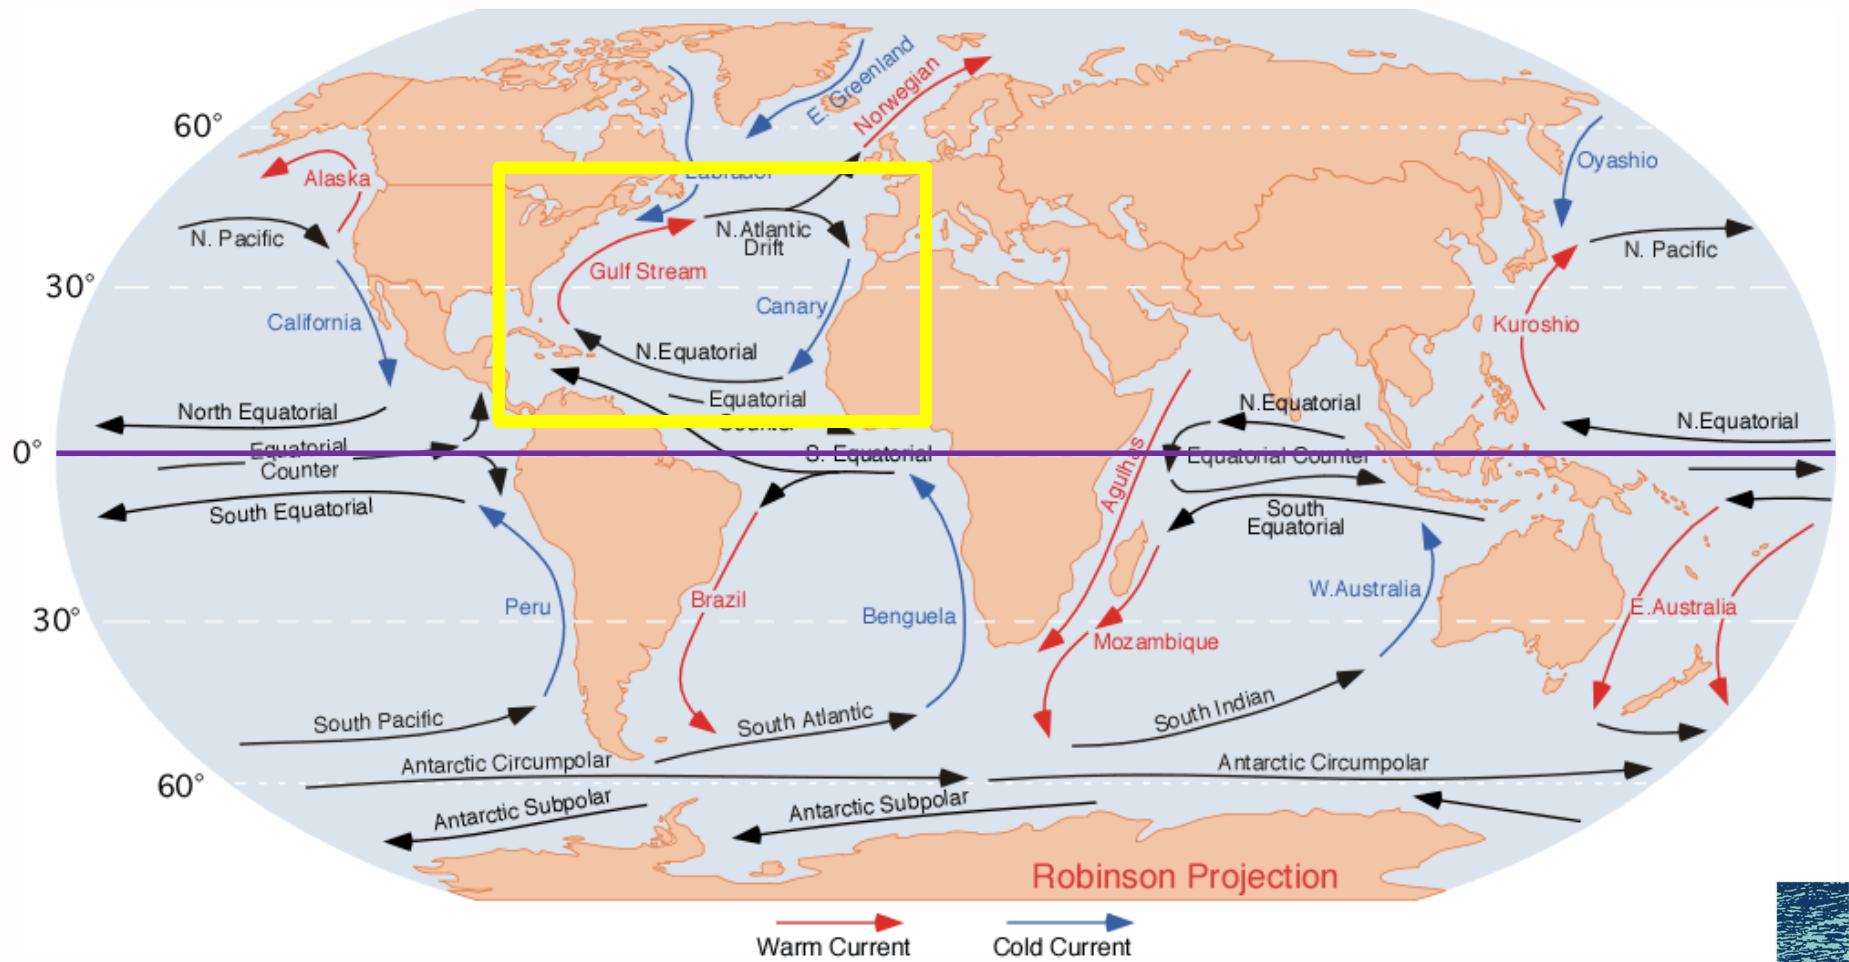 E. Greenland
Norwegian
60°
Alaska
Labrador
Oyashio
N. Pacific
N.Atlantic
Drift
N. Pacific
Gulf Stream
30°
California
Canary
Kuroshio
N.Equatorial
North Equatorial
Equatorial
Counter
N.Equatorial
N.Equatorial
0°
Equatorial
Counter
S. Equatorial
Equatorial Counter
Agulhas
South Equatorial
South
Equatorial
Peru
Brazil
Benguela
W.Australia
E.Australia
30°
Mozambique
South Pacific
South Atlantic
South Indian
Antarctic Circumpolar
Antarctic Circumpolar
60°
Antarctic Subpolar
Antarctic Subpolar
Robinson Projection
Warm Current
Cold Current